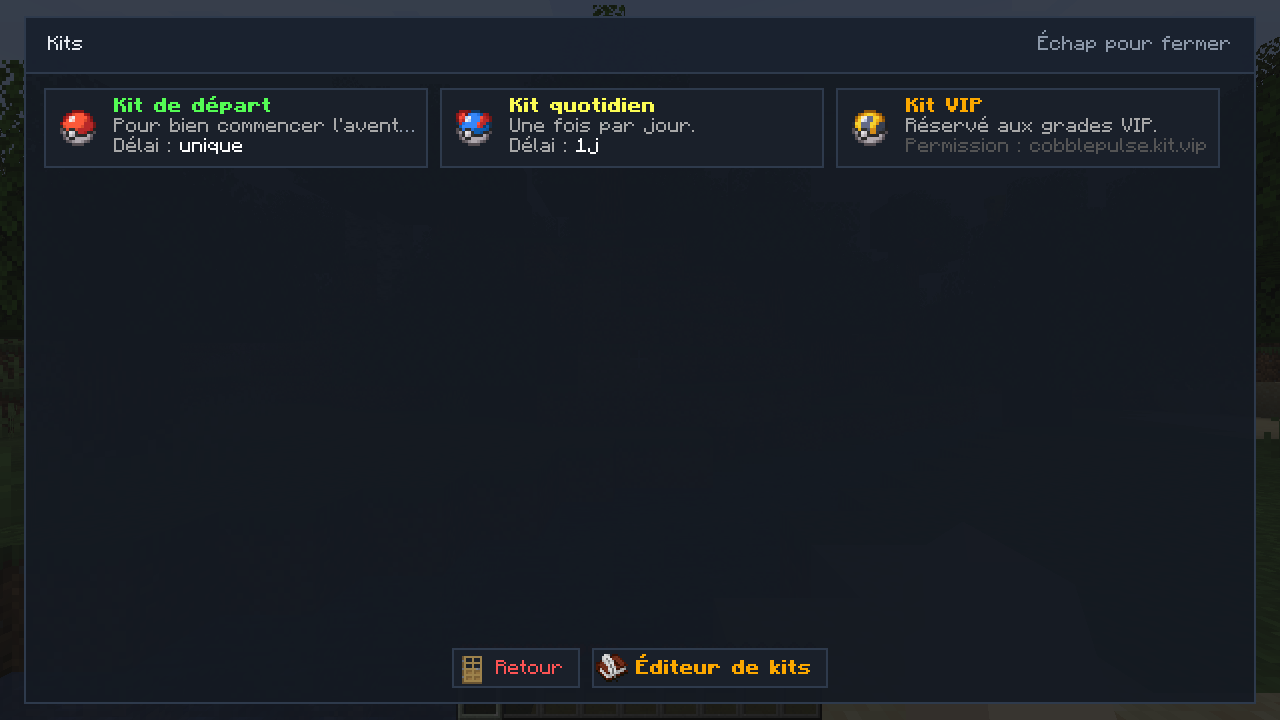 Kits
Échap pour fermer
Kit de départ
Pour bien commencer l'avent...
Délai : unique
Kit quotidien
Une fois par jour.
Délai : 1j
Kit VIP
Réservé aux grades VIP.
Permission : cobblepulse.kit.vip
Retour
Éditeur de kits